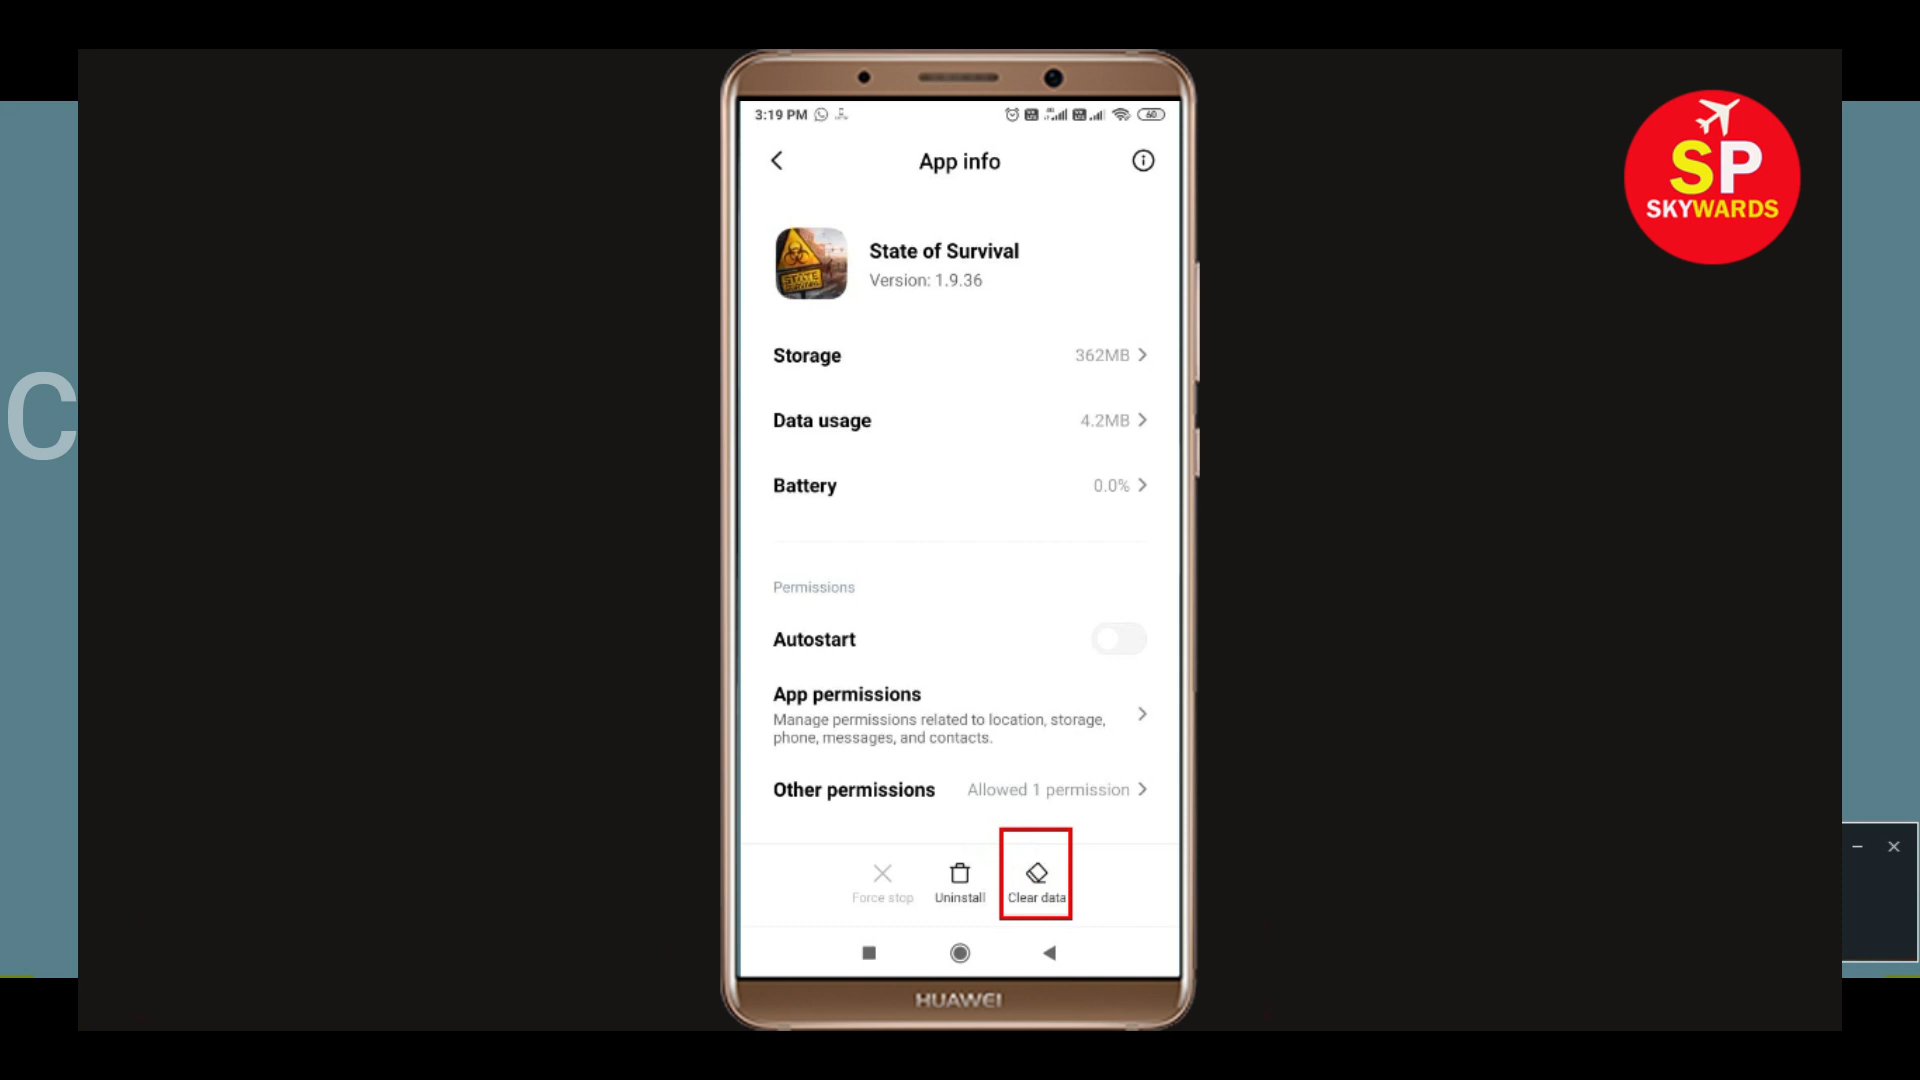 3:19 PM
60
App info
SP
SKYWARDS
State of Survival
Version: 1.9.36
Storage 362MB
Data usage 4.2MB
C
Battery 0.0%
Permissions
Autostart
App permissions
Manage permissions related to location, storage,
phone, messages, and contacts.
Other permissions Allowed 1 permission
Force stop Uninstall Clear data
HUAWEI